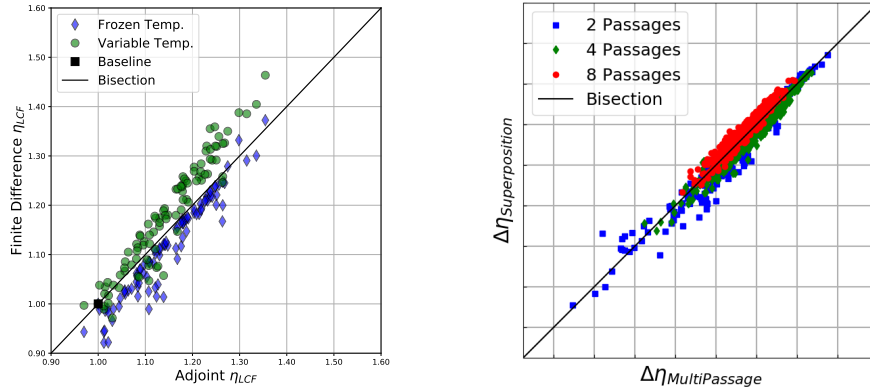 Frozen Temp.
Variable Temp.
Baseline
Bisection
1.60
1.50
1.40
1.30
1.20
1.10
1.00
0.90
0.90
1.00
1.10
1.20
1.30
1.40
1.50
1.60
Finite Difference η_LCF
Adjoint η_LCF
2 Passages
4 Passages
8 Passages
Bisection
Δη_Superposition
Δη_MultiPassage